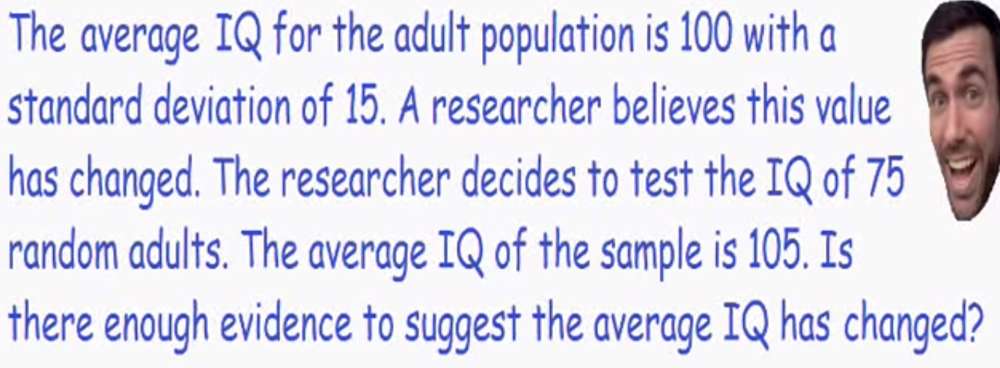 The average IQ for the adult population is 100 with a
standard deviation of 15. A researcher believes this value
has changed. The researcher decides to test the IQ of 75
random adults. The average IQ of the sample is 105. Is
there enough evidence to suggest the average IQ has changed?